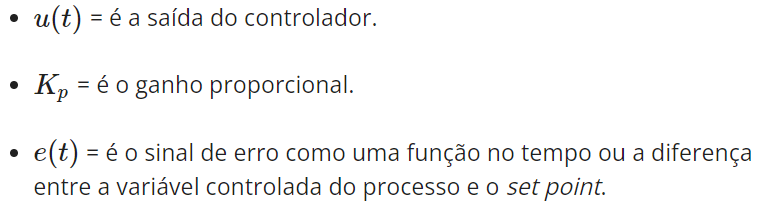 • u(t) = é a saída do controlador.
• Kₚ = é o ganho proporcional.
• e(t) = é o sinal de erro como uma função no tempo ou a diferença
entre a variável controlada do processo e o set point.